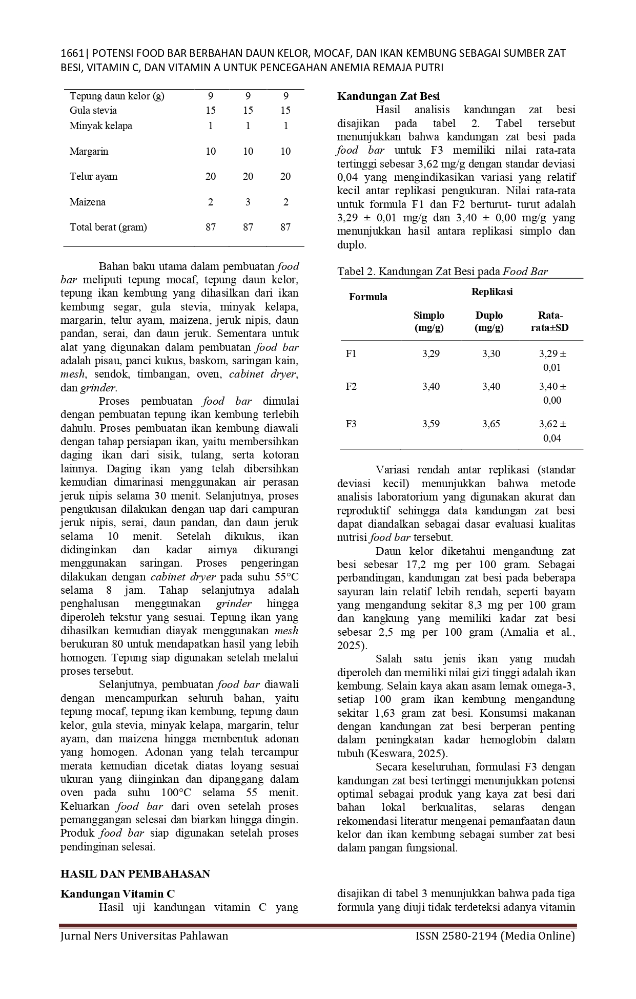 1661| POTENSI FOOD BAR BERBAHAN DAUN KELOR, MOCAF, DAN IKAN KEMBUNG SEBAGAI SUMBER ZAT
BESI, VITAMIN C, DAN VITAMIN A UNTUK PENCEGAHAN ANEMIA REMAJA PUTRI
Tepung daun kelor (g) 9 9 9
Gula stevia 15 15 15
Minyak kelapa 1 1 1
Margarin 10 10 10
Telur ayam 20 20 20
Maizena 2 3 2
Total berat (gram) 87 87 87
Bahan baku utama dalam pembuatan food
bar meliputi tepung mocaf, tepung daun kelor,
tepung ikan kembung yang dihasilkan dari ikan
kembung segar, gula stevia, minyak kelapa,
margarin, telur ayam, maizena, jeruk nipis, daun
pandan, serai, dan daun jeruk. Sementara untuk
alat yang digunakan dalam pembuatan food bar
adalah pisau, panci kukus, baskom, saringan kain,
mesh, sendok, timbangan, oven, cabinet dryer,
dan grinder.
Proses pembuatan food bar dimulai
dengan pembuatan tepung ikan kembung terlebih
dahulu. Proses pembuatan ikan kembung diawali
dengan tahap persiapan ikan, yaitu membersihkan
daging ikan dari sisik, tulang, serta kotoran
lainnya. Daging ikan yang telah dibersihkan
kemudian dimarinasi menggunakan air perasan
jeruk nipis selama 30 menit. Selanjutnya, proses
pengukusan dilakukan dengan uap dari campuran
jeruk nipis, serai, daun pandan, dan daun jeruk
selama 10 menit. Setelah dikukus, ikan
didinginkan dan kadar airnya dikurangi
menggunakan saringan. Proses pengeringan
dilakukan dengan cabinet dryer pada suhu 55°C
selama 8 jam. Tahap selanjutnya adalah
penghalusan menggunakan grinder hingga
diperoleh tekstur yang sesuai. Tepung ikan yang
dihasilkan kemudian diayak menggunakan mesh
berukuran 80 untuk mendapatkan hasil yang lebih
homogen. Tepung siap digunakan setelah melalui
proses tersebut.
Selanjutnya, pembuatan food bar diawali
dengan mencampurkan seluruh bahan, yaitu
tepung mocaf, tepung ikan kembung, tepung daun
kelor, gula stevia, minyak kelapa, margarin, telur
ayam, dan maizena hingga membentuk adonan
yang homogen. Adonan yang telah tercampur
merata kemudian dicetak diatas loyang sesuai
ukuran yang diinginkan dan dipanggang dalam
oven pada suhu 100°C selama 55 menit.
Keluarkan food bar dari oven setelah proses
pemanggangan selesai dan biarkan hingga dingin.
Produk food bar siap digunakan setelah proses
pendinginan selesai.
Kandungan Zat Besi
Hasil analisis kandungan zat besi
disajikan pada tabel 2. Tabel tersebut
menunjukkan bahwa kandungan zat besi pada
food bar untuk F3 memiliki nilai rata-rata
tertinggi sebesar 3,62 mg/g dengan standar deviasi
0,04 yang mengindikasikan variasi yang relatif
kecil antar replikasi pengukuran. Nilai rata-rata
untuk formula F1 dan F2 berturut- turut adalah
3,29 ± 0,01 mg/g dan 3,40 ± 0,00 mg/g yang
menunjukkan hasil antara replikasi simplo dan
duplo.
Tabel 2. Kandungan Zat Besi pada Food Bar
Formula Replikasi
Simplo Duplo Rata-
(mg/g) (mg/g) rata±SD
F1 3,29 3,30 3,29 ±
0,01
F2 3,40 3,40 3,40 ±
0,00
F3 3,59 3,65 3,62 ±
0,04
Variasi rendah antar replikasi (standar
deviasi kecil) menunjukkan bahwa metode
analisis laboratorium yang digunakan akurat dan
reproduktif sehingga data kandungan zat besi
dapat diandalkan sebagai dasar evaluasi kualitas
nutrisi food bar tersebut.
Daun kelor diketahui mengandung zat
besi sebesar 17,2 mg per 100 gram. Sebagai
perbandingan, kandungan zat besi pada beberapa
sayuran lain relatif lebih rendah, seperti bayam
yang mengandung sekitar 8,3 mg per 100 gram
dan kangkung yang memiliki kadar zat besi
sebesar 2,5 mg per 100 gram (Amalia et al.,
2025).
Salah satu jenis ikan yang mudah
diperoleh dan memiliki nilai gizi tinggi adalah ikan
kembung. Selain kaya akan asam lemak omega-3,
setiap 100 gram ikan kembung mengandung
sekitar 1,63 gram zat besi. Konsumsi makanan
dengan kandungan zat besi berperan penting
dalam peningkatan kadar hemoglobin dalam
tubuh (Keswara, 2025).
Secara keseluruhan, formulasi F3 dengan
kandungan zat besi tertinggi menunjukkan potensi
optimal sebagai produk yang kaya zat besi dari
bahan lokal berkualitas, selaras dengan
rekomendasi literatur mengenai pemanfaatan daun
kelor dan ikan kembung sebagai sumber zat besi
dalam pangan fungsional.
HASIL DAN PEMBAHASAN
Kandungan Vitamin C
Hasil uji kandungan vitamin C yang
disajikan di tabel 3 menunjukkan bahwa pada tiga
formula yang diuji tidak terdeteksi adanya vitamin
Jurnal Ners Universitas Pahlawan ISSN 2580-2194 (Media Online)